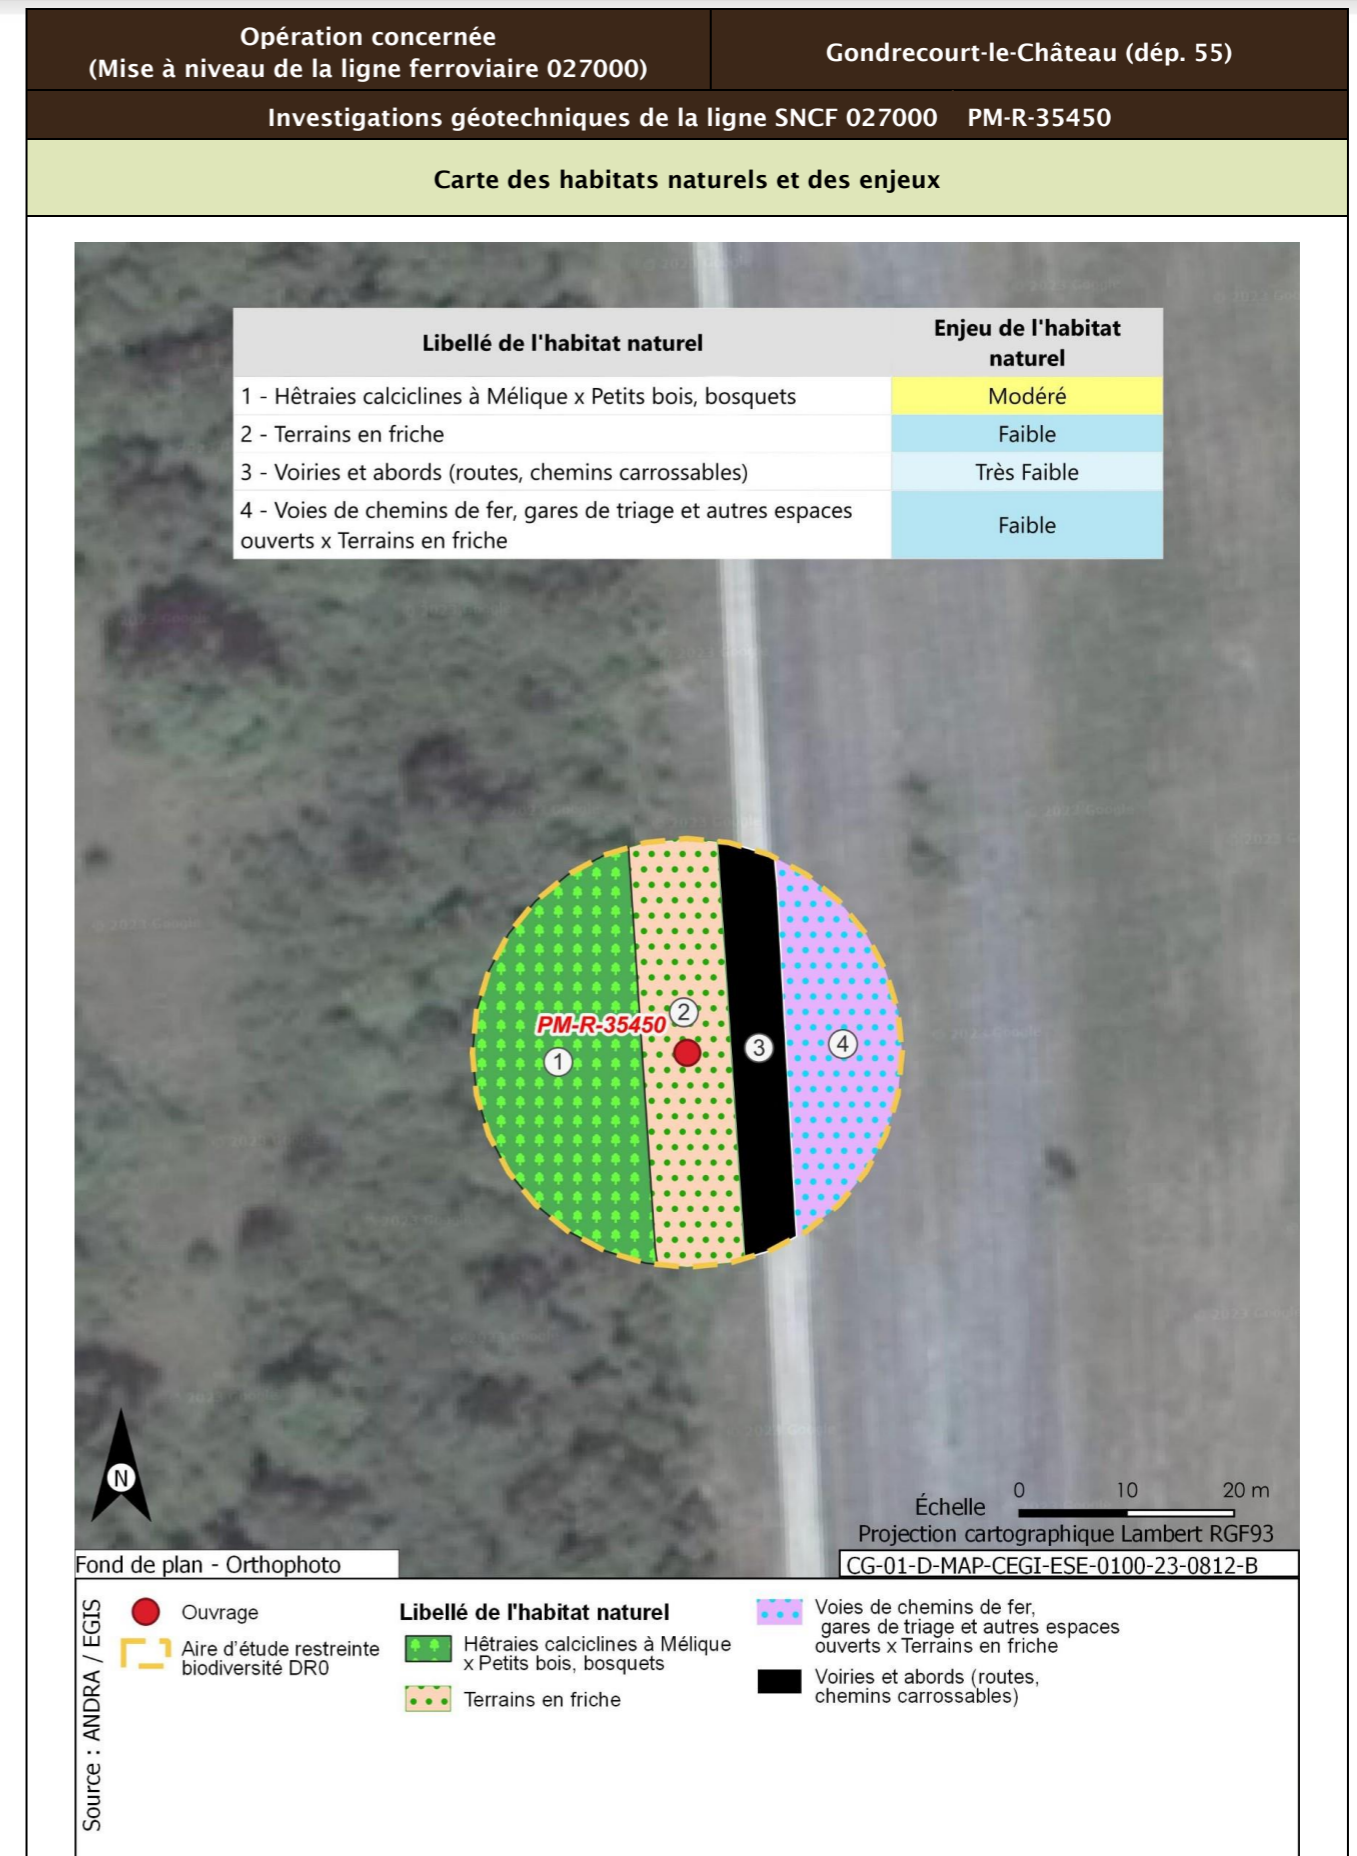 Opération concernée
(Mise à niveau de la ligne ferroviaire 027000)
Gondrecourt-le-Château (dép. 55)
Investigations géotechniques de la ligne SNCF 027000 PM-R-35450
Carte des habitats naturels et des enjeux
Libellé de l'habitat naturel
Enjeu de l'habitat
naturel
1 - Hêtraies calciclines à Mélique x Petits bois, bosquets
Modéré
2 - Terrains en friche
Faible
3 - Voiries et abords (routes, chemins carrossables)
Très Faible
4 - Voies de chemins de fer, gares de triage et autres espaces
ouverts x Terrains en friche
Faible
PM-R-35450
2
1
3
4
N
0 10 20 m
Échelle
Projection cartographique Lambert RGF93
Fond de plan - Orthophoto
CG-01-D-MAP-CEGI-ESE-0100-23-0812-B
Source : ANDRA / EGIS
Ouvrage
Aire d'étude restreinte
biodiversité DR0
Libellé de l'habitat naturel
Hêtraies calciclines à Mélique
x Petits bois, bosquets
Terrains en friche
Voies de chemins de fer,
gares de triage et autres espaces
ouverts x Terrains en friche
Voiries et abords (routes,
chemins carrossables)